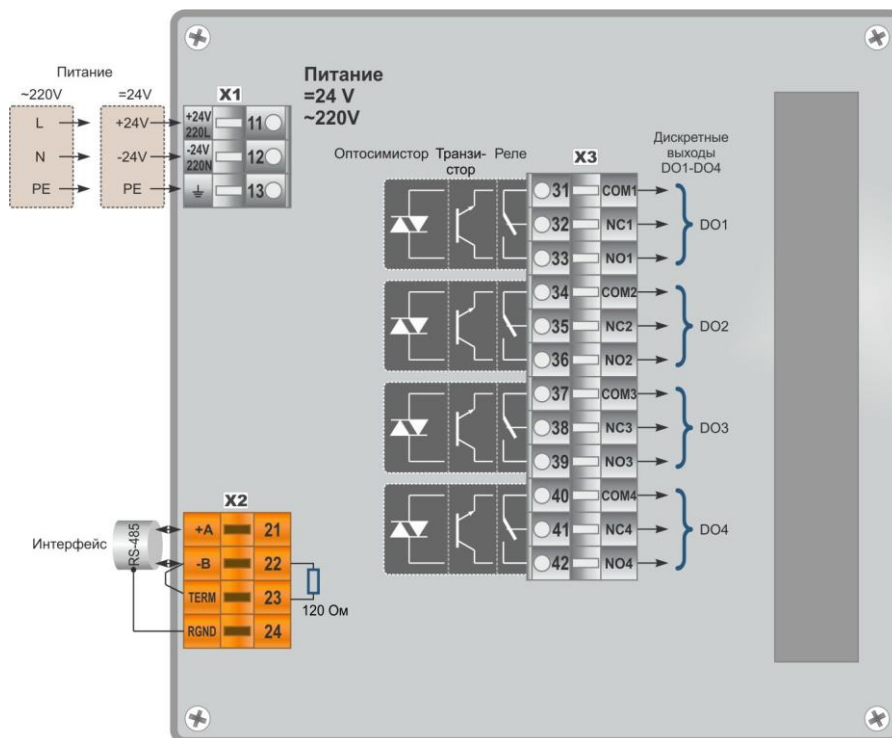 Питание
~220V
=24V
L
+24V
N
-24V
PE
PE
X1
+24V
220L
11
-24V
220N
12
13
Питание
=24 V
~220V
Оптосимистор
Транзи-
стор
Реле
X3
Дискретные
выходы
DO1-DO4
31
COM1
32
NC1
33
NO1
DO1
34
COM2
35
NC2
36
NO2
DO2
37
COM3
38
NC3
39
NO3
DO3
40
COM4
41
NC4
42
NO4
DO4
Интерфейс
RS-485
X2
+A
21
-B
22
TERM
23
RGND
24
120 Ом